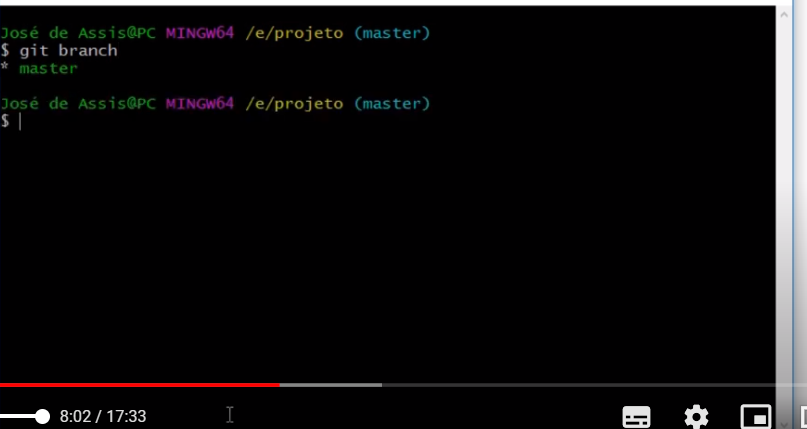 José de Assis@PC MINGW64 /e/projeto (master)
$ git branch
* master
José de Assis@PC MINGW64 /e/projeto (master)
$
8:02 / 17:33